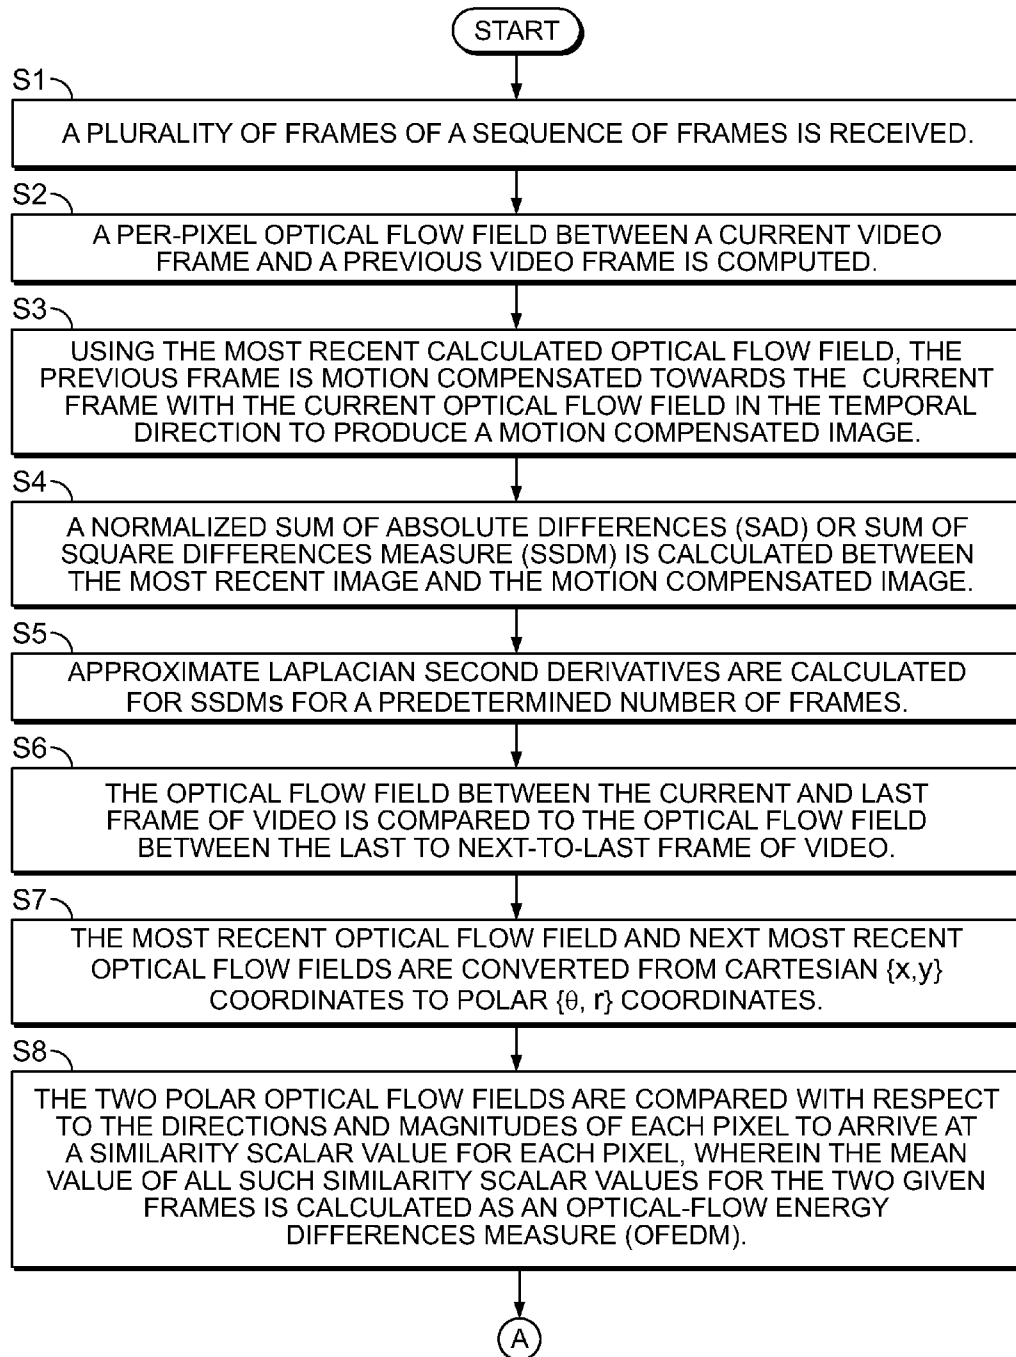 START
S1
A PLURALITY OF FRAMES OF A SEQUENCE OF FRAMES IS RECEIVED.
S2
A PER-PIXEL OPTICAL FLOW FIELD BETWEEN A CURRENT VIDEO
FRAME AND A PREVIOUS VIDEO FRAME IS COMPUTED.
S3
USING THE MOST RECENT CALCULATED OPTICAL FLOW FIELD, THE
PREVIOUS FRAME IS MOTION COMPENSATED TOWARDS THE CURRENT
FRAME WITH THE CURRENT OPTICAL FLOW FIELD IN THE TEMPORAL
DIRECTION TO PRODUCE A MOTION COMPENSATED IMAGE.
S4
A NORMALIZED SUM OF ABSOLUTE DIFFERENCES (SAD) OR SUM OF
SQUARE DIFFERENCES MEASURE (SSDM) IS CALCULATED BETWEEN
THE MOST RECENT IMAGE AND THE MOTION COMPENSATED IMAGE.
S5
APPROXIMATE LAPLACIAN SECOND DERIVATIVES ARE CALCULATED
FOR SSDMs FOR A PREDETERMINED NUMBER OF FRAMES.
S6
THE OPTICAL FLOW FIELD BETWEEN THE CURRENT AND LAST
FRAME OF VIDEO IS COMPARED TO THE OPTICAL FLOW FIELD
BETWEEN THE LAST TO NEXT-TO-LAST FRAME OF VIDEO.
S7
THE MOST RECENT OPTICAL FLOW FIELD AND NEXT MOST RECENT
OPTICAL FLOW FIELDS ARE CONVERTED FROM CARTESIAN {x,y}
COORDINATES TO POLAR {θ, r} COORDINATES.
S8
THE TWO POLAR OPTICAL FLOW FIELDS ARE COMPARED WITH RESPECT
TO THE DIRECTIONS AND MAGNITUDES OF EACH PIXEL TO ARRIVE AT
A SIMILARITY SCALAR VALUE FOR EACH PIXEL, WHEREIN THE MEAN
VALUE OF ALL SUCH SIMILARITY SCALAR VALUES FOR THE TWO GIVEN
FRAMES IS CALCULATED AS AN OPTICAL-FLOW ENERGY
DIFFERENCES MEASURE (OFEDM).
A